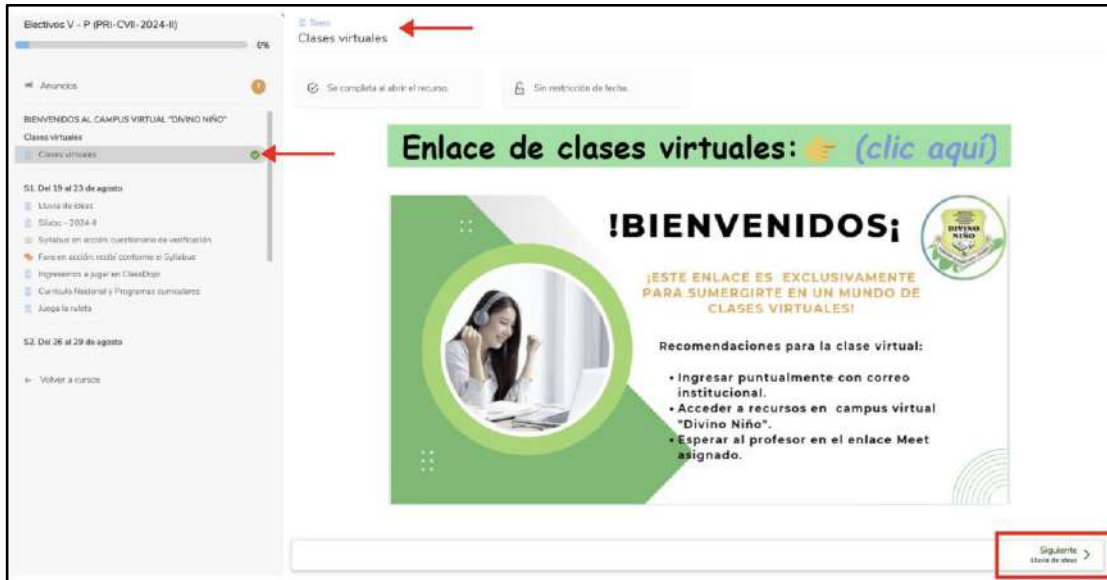 Electivos V - P (PRI-CVII-2024-II)
0%
Anuncios
BIENVENIDOS AL CAMPUS VIRTUAL "DIVINO NIÑO"
Clases virtuales
Clases virtuales
S1. Del 19 al 23 de agosto
Lluvia de ideas
Sílabo - 2024-II
Syllabus en acción: cuestionario de verificación
Foro en acción: recibí conforme el Syllabus
Ingresemos a jugar en ClassDojo
Currículo Nacional y Programas curriculares
Juega la ruleta
S2. Del 26 al 29 de agosto
Volver a cursos
Texto
Clases virtuales
Se completa al abrir el recurso.
Sin restricción de fecha.
Enlace de clases virtuales: (clic aquí)
!BIENVENIDOS¡
DIVINO
NIÑO
¡ESTE ENLACE ES EXCLUSIVAMENTE
PARA SUMERGIRTE EN UN MUNDO DE
CLASES VIRTUALES!
Recomendaciones para la clase virtual:
• Ingresar puntualmente con correo
institucional.
• Acceder a recursos en campus virtual
"Divino Niño".
• Esperar al profesor en el enlace Meet
asignado.
Siguiente
Lluvia de ideas